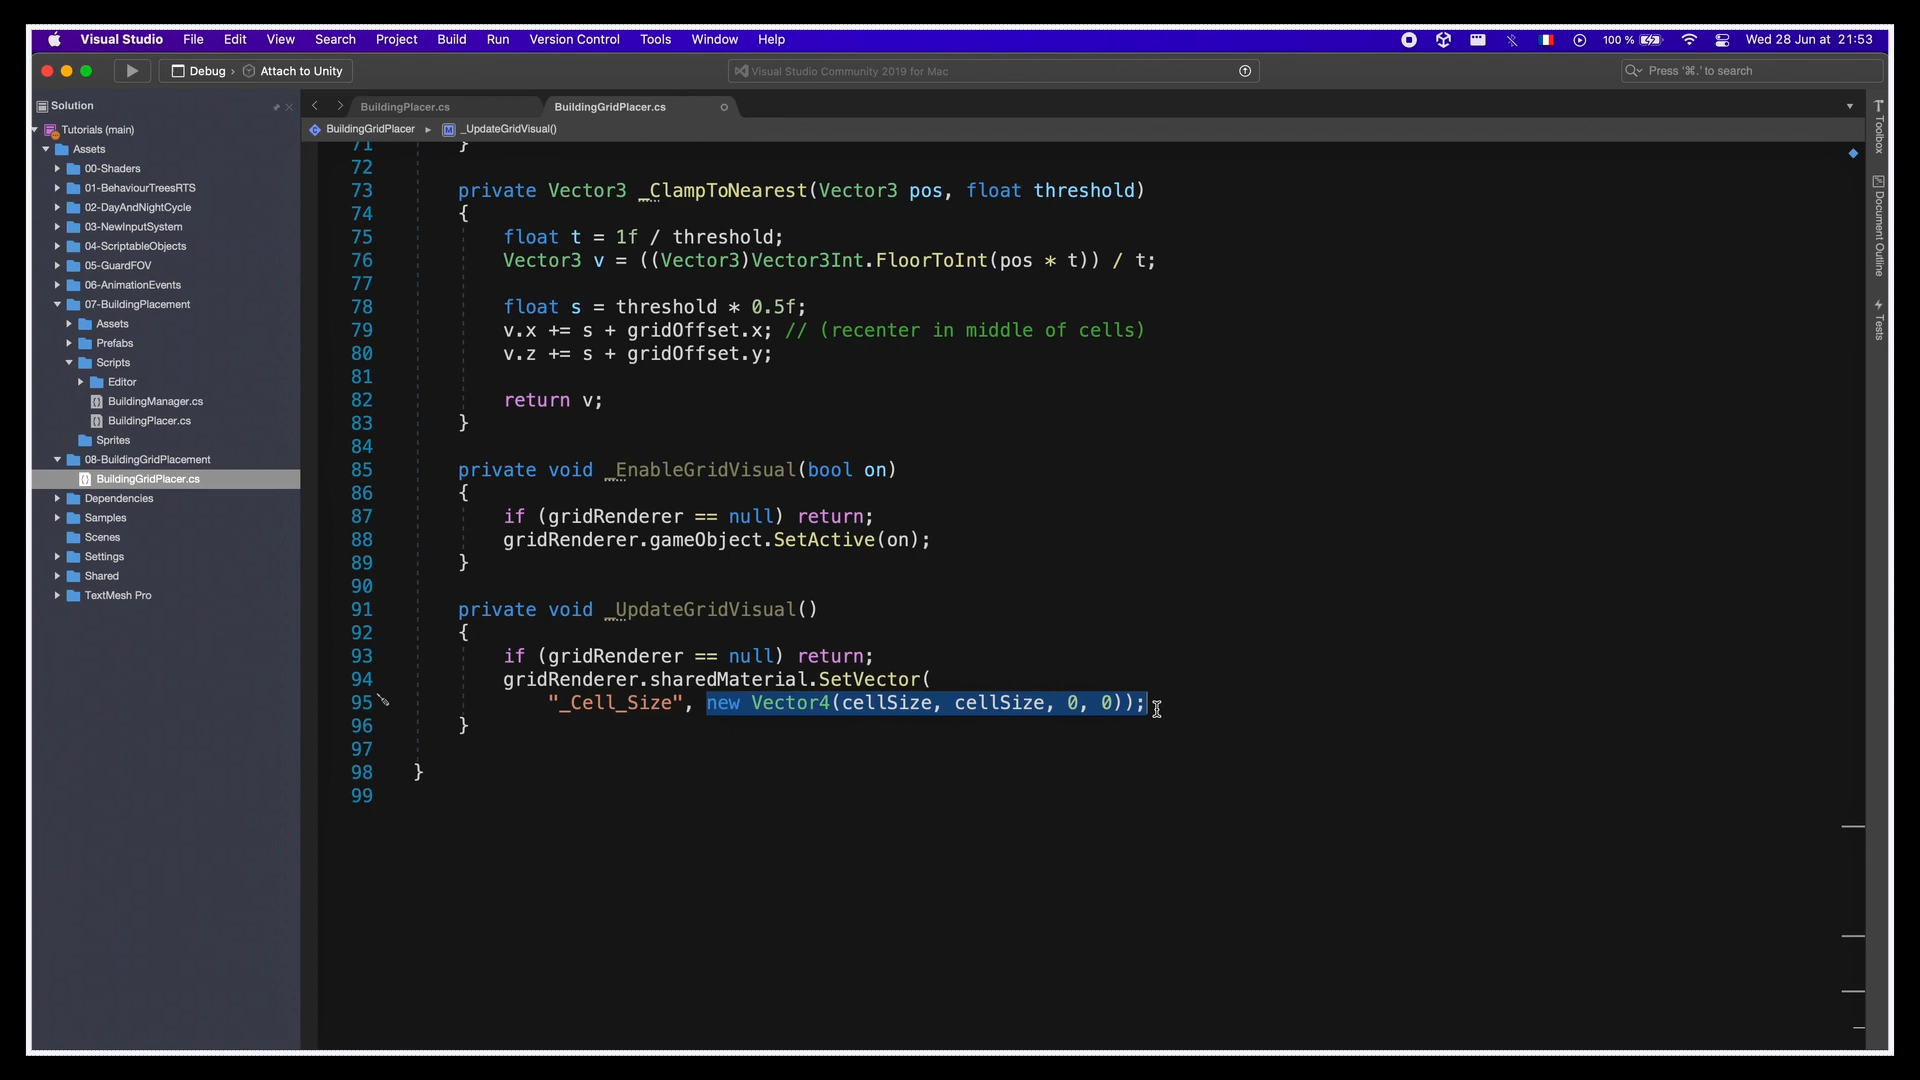 Visual Studio File Edit View Search Project Build Run Version Control Tools Window Help 100 % Wed 28 Jun at 21:53
Debug › Attach to Unity Visual Studio Community 2019 for Mac Press '⌘.' to search
Solution
BuildingPlacer.cs BuildingGridPlacer.cs
BuildingGridPlacer ▸ _UpdateGridVisual()
Tutorials (main)
Assets
00-Shaders
01-BehaviourTreesRTS
02-DayAndNightCycle
03-NewInputSystem
04-ScriptableObjects
05-GuardFOV
06-AnimationEvents
07-BuildingPlacement
Assets
Prefabs
Scripts
Editor
BuildingManager.cs
BuildingPlacer.cs
Sprites
08-BuildingGridPlacement
BuildingGridPlacer.cs
Dependencies
Samples
Scenes
Settings
Shared
TextMesh Pro
71 }
72
73 private Vector3 _ClampToNearest(Vector3 pos, float threshold)
74 {
75 float t = 1f / threshold;
76 Vector3 v = ((Vector3)Vector3Int.FloorToInt(pos * t)) / t;
77
78 float s = threshold * 0.5f;
79 v.x += s + gridOffset.x; // (recenter in middle of cells)
80 v.z += s + gridOffset.y;
81
82 return v;
83 }
84
85 private void _EnableGridVisual(bool on)
86 {
87 if (gridRenderer == null) return;
88 gridRenderer.gameObject.SetActive(on);
89 }
90
91 private void _UpdateGridVisual()
92 {
93 if (gridRenderer == null) return;
94 gridRenderer.sharedMaterial.SetVector(
95 "_Cell_Size", new Vector4(cellSize, cellSize, 0, 0));
96 }
97
98 }
99
Toolbox
Document Outline
Tests